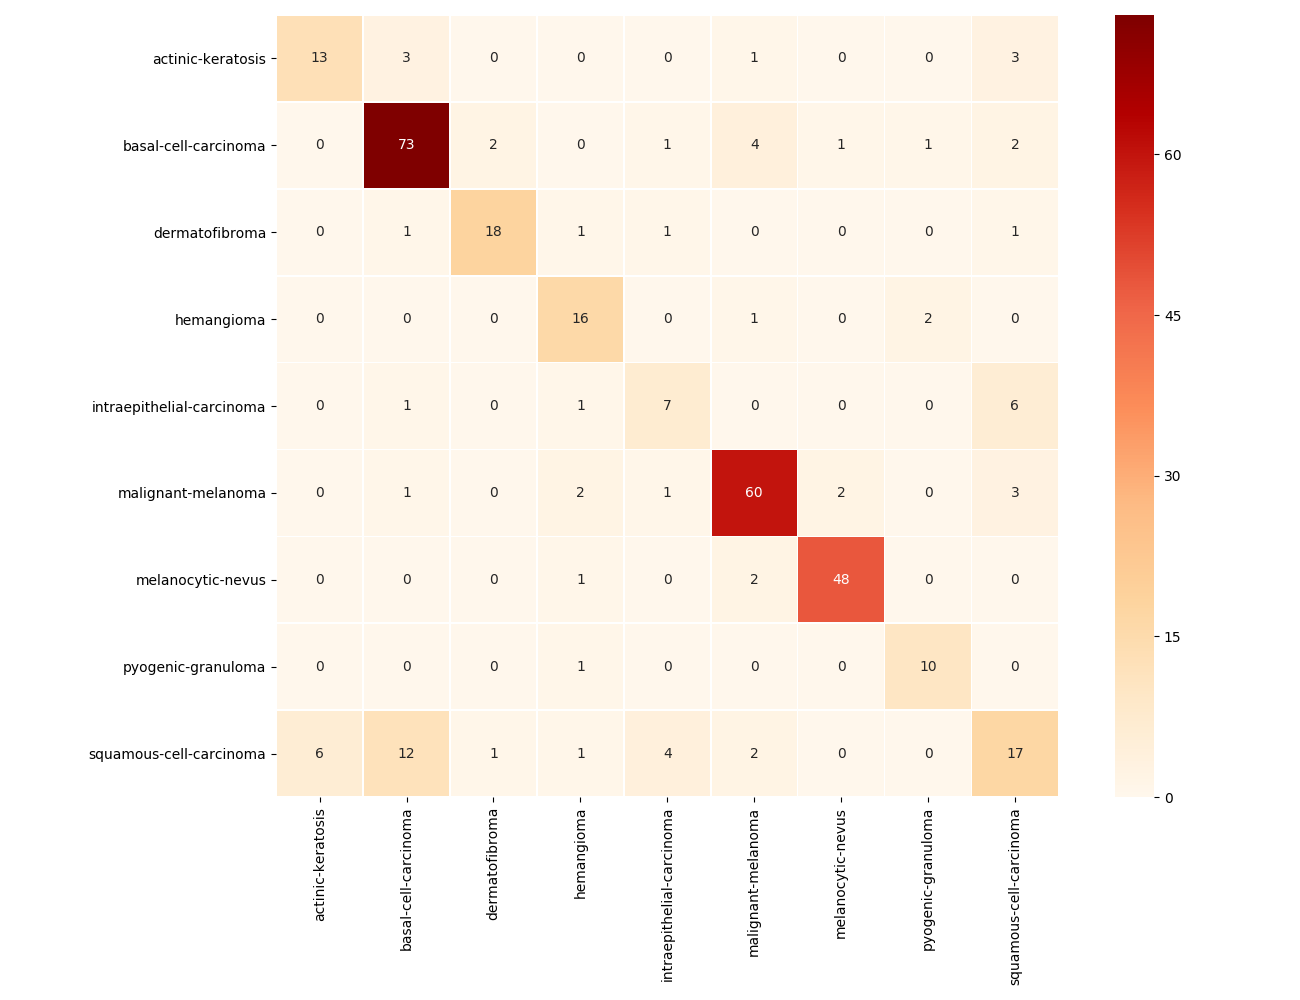 actinic-keratosis 13 3 0 0 0 1 0 0 3
basal-cell-carcinoma 0 73 2 0 1 4 1 1 2
dermatofibroma 0 1 18 1 1 0 0 0 1
hemangioma 0 0 0 16 0 1 0 2 0
intraepithelial-carcinoma 0 1 0 1 7 0 0 0 6
malignant-melanoma 0 1 0 2 1 60 2 0 3
melanocytic-nevus 0 0 0 1 0 2 48 0 0
pyogenic-granuloma 0 0 0 1 0 0 0 10 0
squamous-cell-carcinoma 6 12 1 1 4 2 0 0 17
actinic-keratosis
basal-cell-carcinoma
dermatofibroma
hemangioma
intraepithelial-carcinoma
malignant-melanoma
melanocytic-nevus
pyogenic-granuloma
squamous-cell-carcinoma
60
45
30
15
0